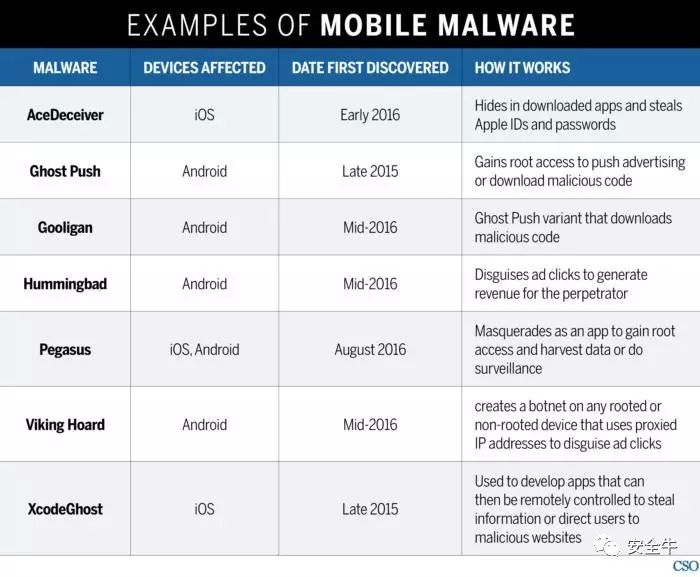 EXAMPLES OF MOBILE MALWARE
MALWARE DEVICES AFFECTED DATE FIRST DISCOVERED HOW IT WORKS
AceDeceiver iOS Early 2016 Hides in downloaded apps and steals
Apple IDs and passwords
Ghost Push Android Late 2015 Gains root access to push advertising
or download malicious code
Gooligan Android Mid-2016 Ghost Push variant that downloads
malicious code
Hummingbad Android Mid-2016 Disguises ad clicks to generate
revenue for the perpetrator
Pegasus iOS, Android August 2016 Masquerades as an app to gain root
access and harvest data or do
surveillance
Viking Hoard Android Mid-2016 creates a botnet on any rooted or
non-rooted device that uses proxied
IP addresses to disguise ad clicks
XcodeGhost iOS Late 2015 Used to develop apps that can
then be remotely controlled to steal
information or direct users to
malicious websites
安全牛
CSO